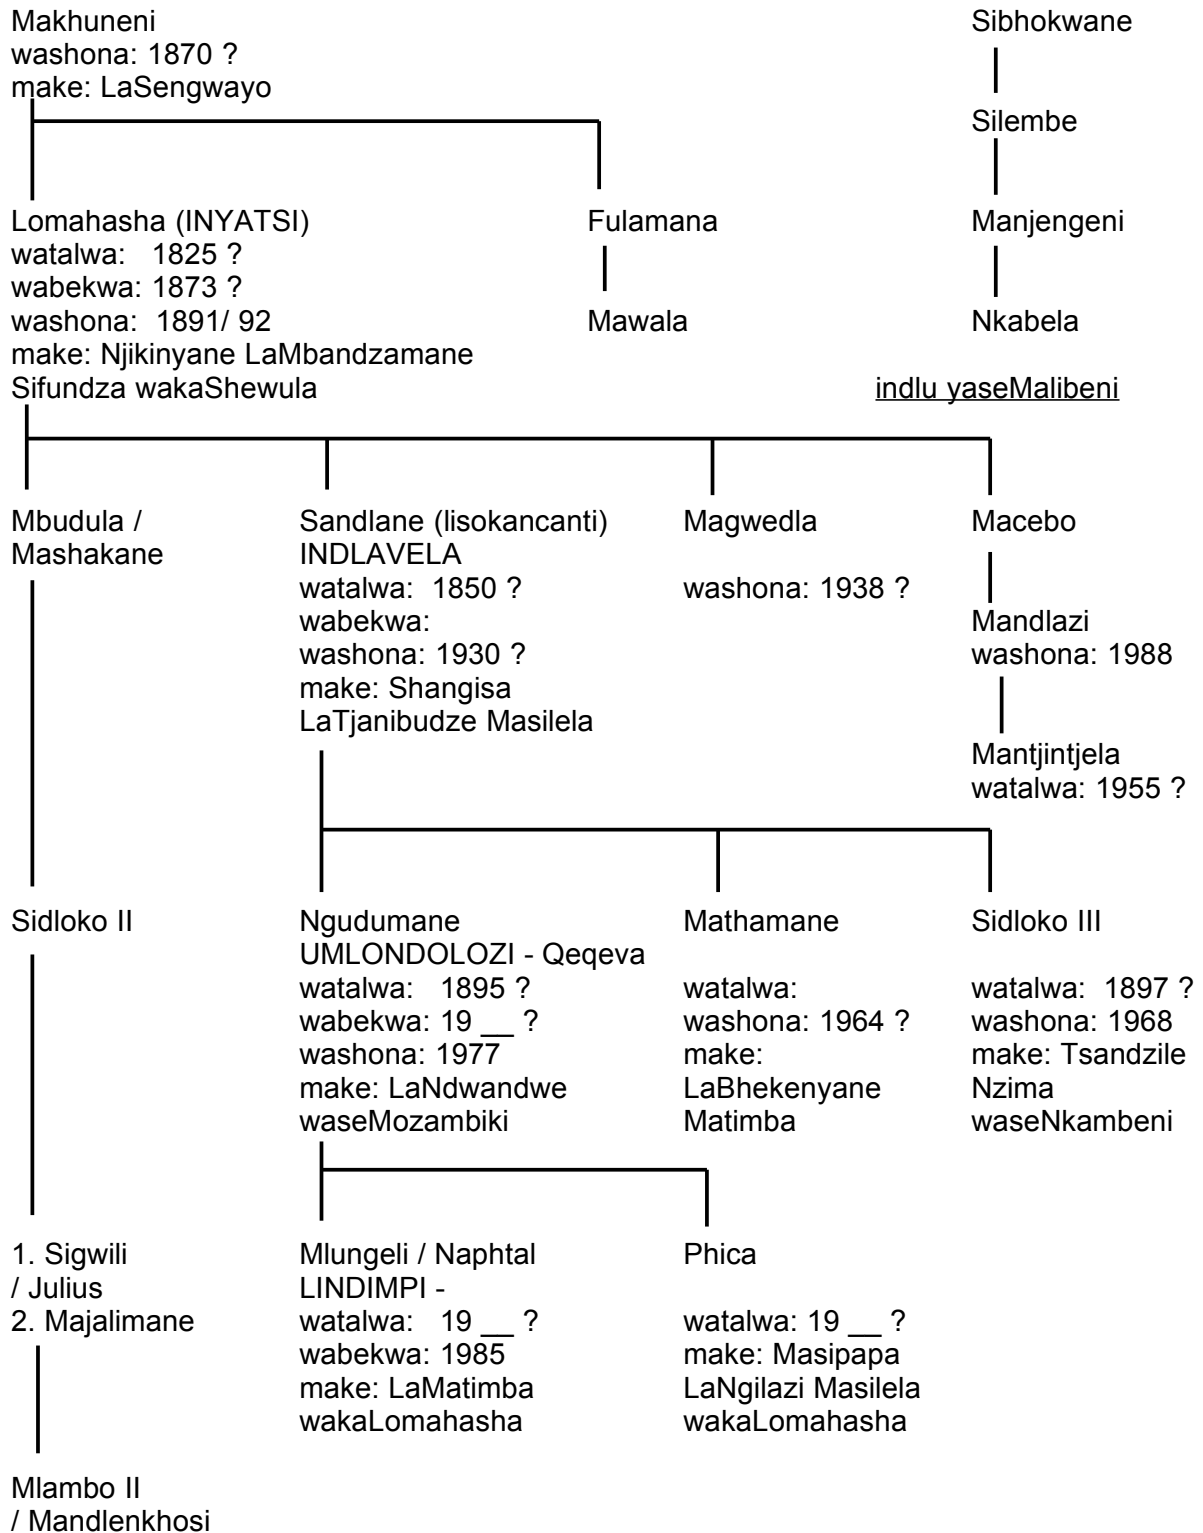 Makhuneni
washona: 1870 ?
make: LaSengwayo
Sibhokwane
Silembe
Lomahasha (INYATSI)
watalwa: 1825 ?
wabekwa: 1873 ?
washona: 1891/ 92
make: Njikinyane LaMbandzamane
Sifundza wakaShewula
Fulamana
Mawala
Manjengeni
Nkabela
indlu yaseMalibeni
Mbudula /
Mashakane
Sandlane (lisokancanti)
INDLAVELA
watalwa: 1850 ?
wabekwa:
washona: 1930 ?
make: Shangisa
LaTjanibudze Masilela
Magwedla
washona: 1938 ?
Macebo
Mandlazi
washona: 1988
Mantjintjela
watalwa: 1955 ?
Sidloko II
Ngudumane
UMLONDOLOZI - Qeqeva
watalwa: 1895 ?
wabekwa: 19 __ ?
washona: 1977
make: LaNdwandwe
waseMozambiki
Mathamane
watalwa:
washona: 1964 ?
make:
LaBhekenyane
Matimba
Sidloko III
watalwa: 1897 ?
washona: 1968
make: Tsandzile
Nzima
waseNkambeni
1. Sigwili
/ Julius
2. Majalimane
Mlungeli / Naphtal
LINDIMPI -
watalwa: 19 __ ?
wabekwa: 1985
make: LaMatimba
wakaLomahasha
Phica
watalwa: 19 __ ?
make: Masipapa
LaNgilazi Masilela
wakaLomahasha
Mlambo II
/ Mandlenkhosi